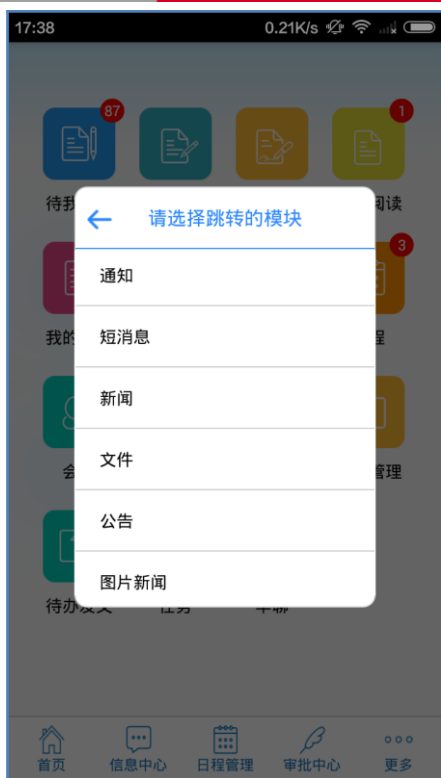 17:38 0.21K/s
87
1
待我
阅读
请选择跳转的模块
3
通知
我的
程
短消息
新闻
会
管理
文件
公告
图片新闻
待办发文 任务
首页 信息中心 日程管理 审批中心 更多